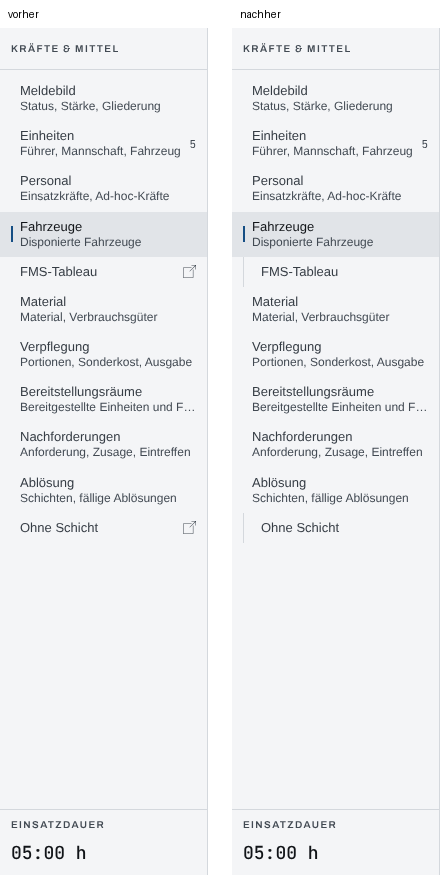 vorher
KRÄFTE & MITTEL
Meldebild
Status, Stärke, Gliederung
Einheiten
Führer, Mannschaft, Fahrzeug
5
Personal
Einsatzkräfte, Ad-hoc-Kräfte
Fahrzeuge
Disponierte Fahrzeuge
FMS-Tableau
Material
Material, Verbrauchsgüter
Verpflegung
Portionen, Sonderkost, Ausgabe
Bereitstellungsräume
Bereitgestellte Einheiten und F…
Nachforderungen
Anforderung, Zusage, Eintreffen
Ablösung
Schichten, fällige Ablösungen
Ohne Schicht
EINSATZDAUER
05:00 h
nachher
KRÄFTE & MITTEL
Meldebild
Status, Stärke, Gliederung
Einheiten
Führer, Mannschaft, Fahrzeug
5
Personal
Einsatzkräfte, Ad-hoc-Kräfte
Fahrzeuge
Disponierte Fahrzeuge
FMS-Tableau
Material
Material, Verbrauchsgüter
Verpflegung
Portionen, Sonderkost, Ausgabe
Bereitstellungsräume
Bereitgestellte Einheiten und F…
Nachforderungen
Anforderung, Zusage, Eintreffen
Ablösung
Schichten, fällige Ablösungen
Ohne Schicht
EINSATZDAUER
05:00 h